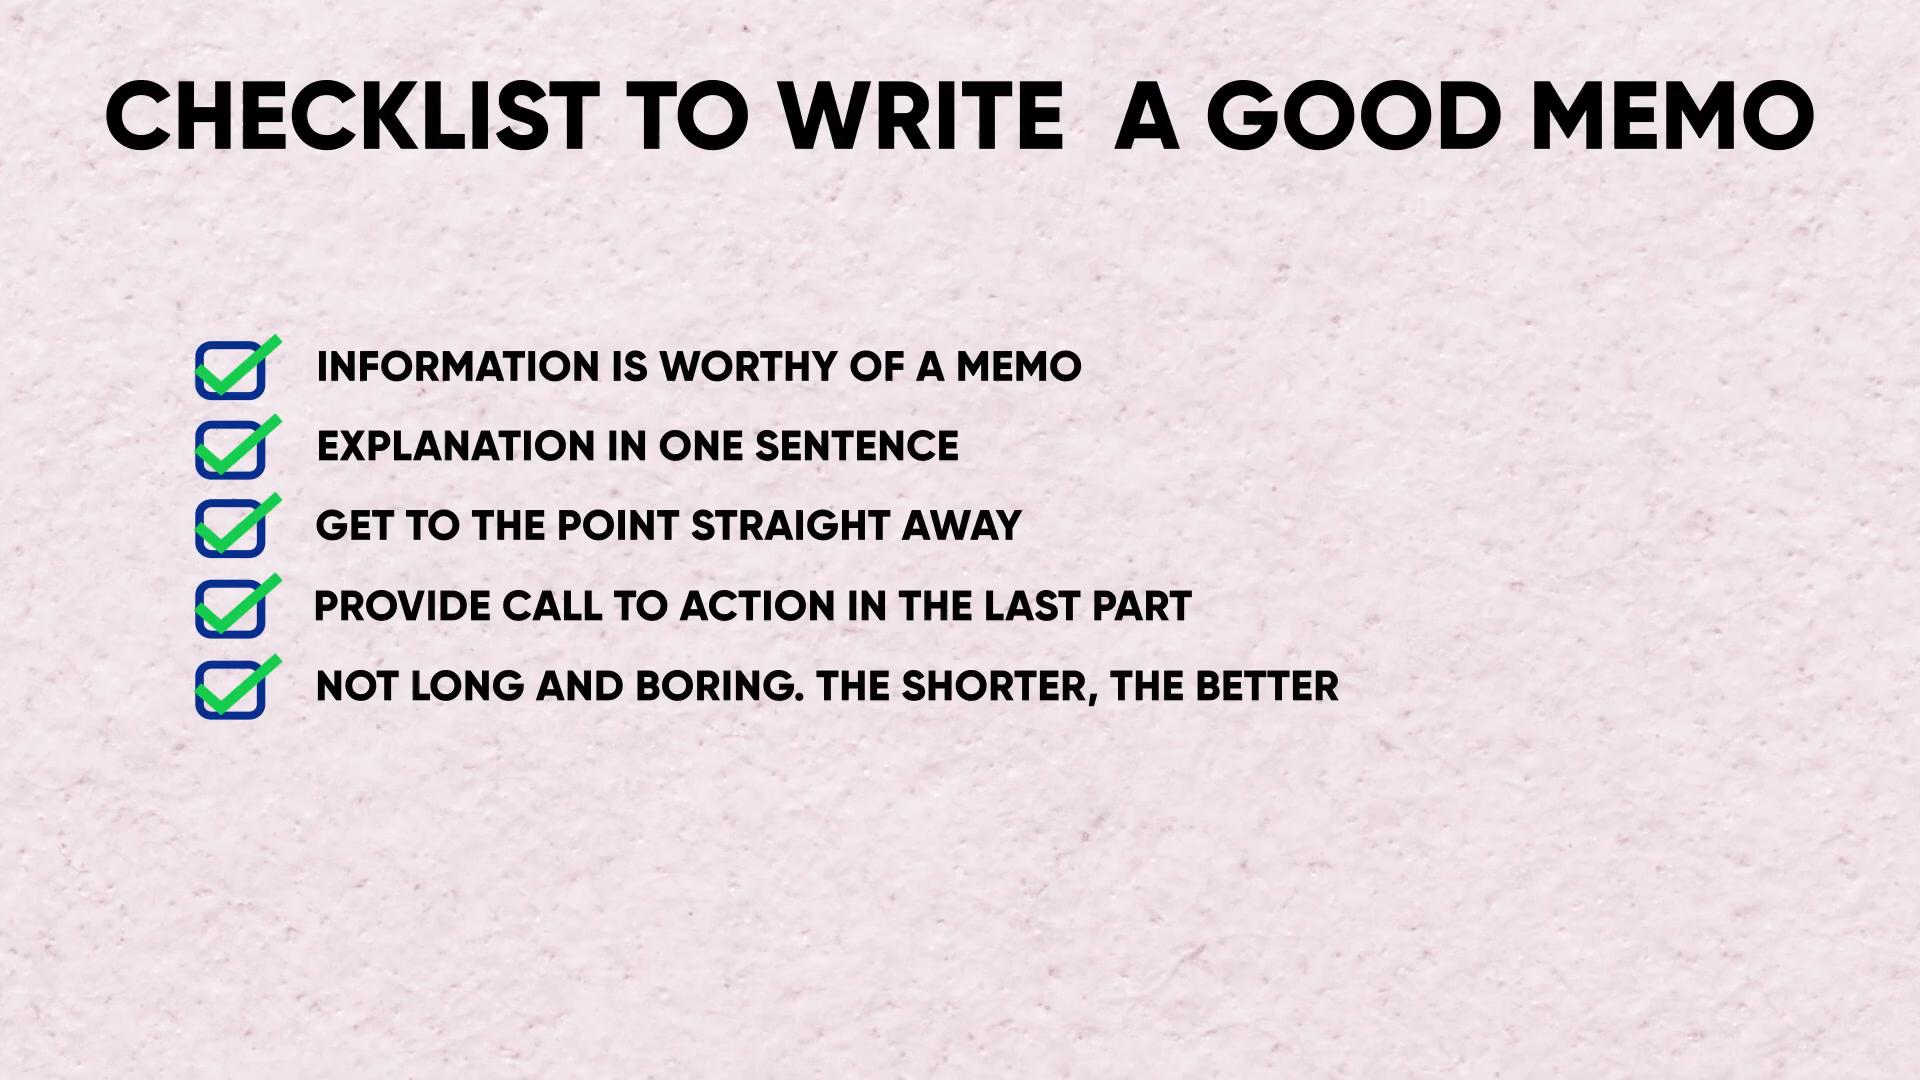 CHECKLIST TO WRITE  A GOOD MEMO
INFORMATION IS WORTHY OF A MEMO
EXPLANATION IN ONE SENTENCE
GET TO THE POINT STRAIGHT AWAY
PROVIDE CALL TO ACTION IN THE LAST PART
NOT LONG AND BORING. THE SHORTER, THE BETTER